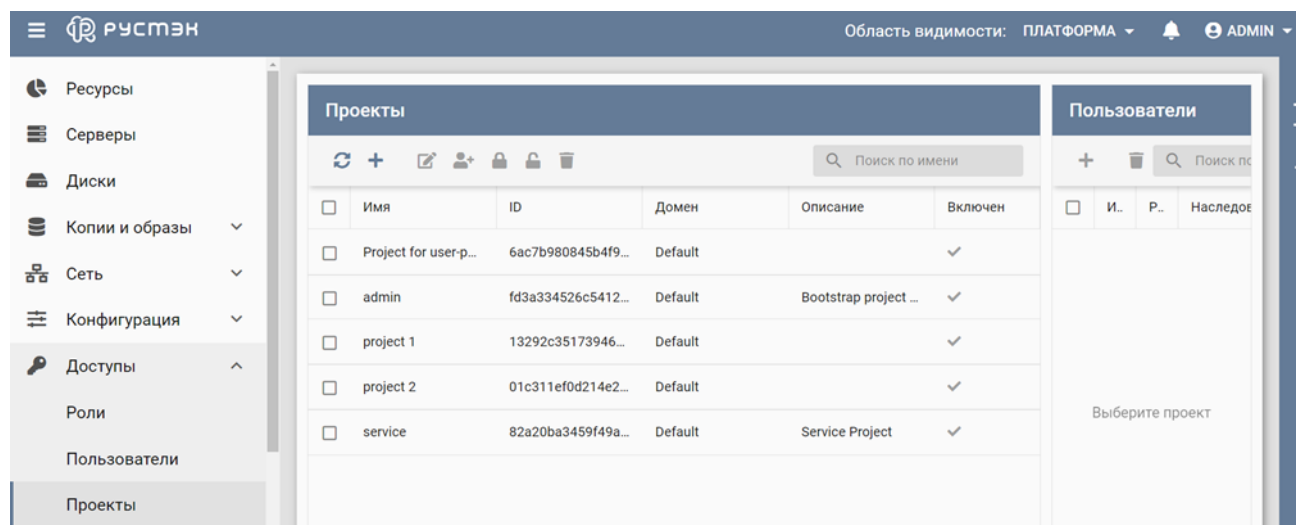 РУСТЭК
Область видимости: ПЛАТФОРМА
ADMIN
Ресурсы
Серверы
Диски
Копии и образы
Сеть
Конфигурация
Доступы
Роли
Пользователи
Проекты
Проекты
Поиск по имени
Имя ID Домен Описание Включен
Project for user-p... 6ac7b980845b4f9... Default
admin fd3a334526c5412... Default Bootstrap project ...
project 1 13292c35173946... Default
project 2 01c311ef0d214e2... Default
service 82a20ba3459f49a... Default Service Project
Пользователи
Поиск по
И.. Р.. Наследов
Выберите проект